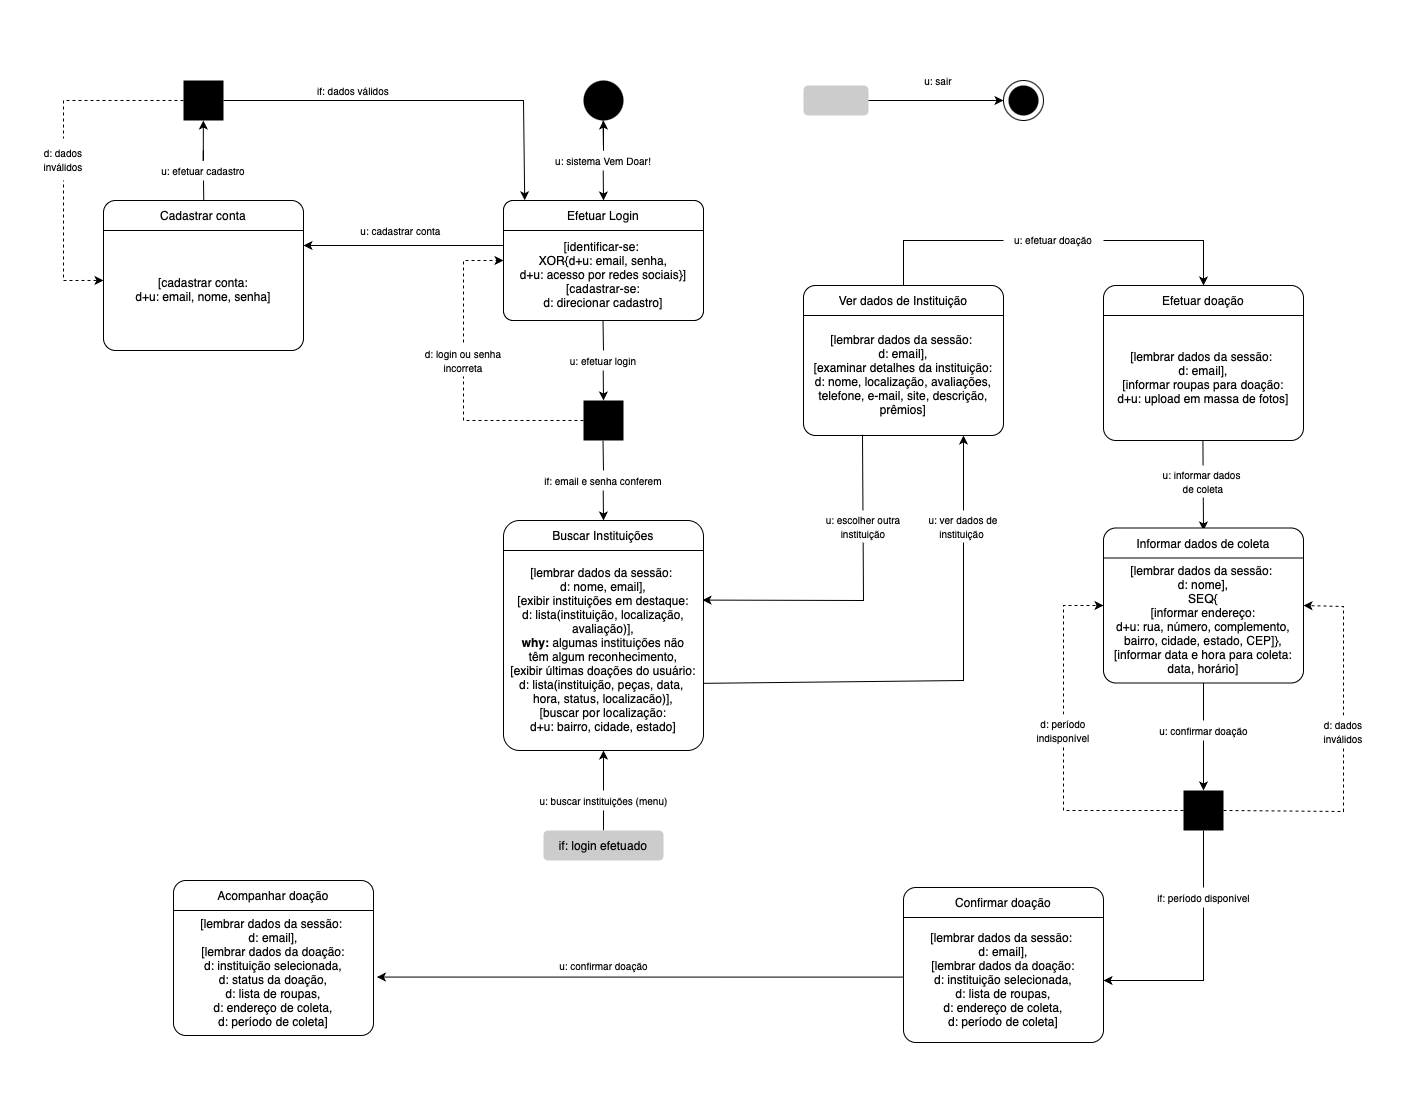 if: dados válidos
u: sair
d: dados
inválidos
u: efetuar cadastro
u: sistema Vem Doar!
Cadastrar conta
[cadastrar conta:
d+u: email, nome, senha]
u: cadastrar conta
Efetuar Login
[identificar-se:
XOR{d+u: email, senha,
d+u: acesso por redes sociais}]
[cadastrar-se:
d: direcionar cadastro]
d: login ou senha
incorreta
u: efetuar login
if: email e senha conferem
u: efetuar doação
Ver dados de Instituição
[lembrar dados da sessão:
d: email],
[examinar detalhes da instituição:
d: nome, localização, avaliações,
telefone, e-mail, site, descrição,
prêmios]
Efetuar doação
[lembrar dados da sessão:
d: email],
[informar roupas para doação:
d+u: upload em massa de fotos]
u: informar dados
de coleta
u: escolher outra
instituição
u: ver dados de
instituição
Buscar Instituições
[lembrar dados da sessão:
d: nome, email],
[exibir instituições em destaque:
d: lista(instituição, localização,
avaliação)],
why: algumas instituições não
têm algum reconhecimento,
[exibir últimas doações do usuário:
d: lista(instituição, peças, data,
hora, status, localizacão)],
[buscar por localização:
d+u: bairro, cidade, estado]
Informar dados de coleta
[lembrar dados da sessão:
d: nome],
SEQ{
[informar endereço:
d+u: rua, número, complemento,
bairro, cidade, estado, CEP]},
[informar data e hora para coleta:
data, horário]
d: período
indisponível
u: confirmar doação
d: dados
inválidos
u: buscar instituições (menu)
if: login efetuado
if: período disponível
Acompanhar doação
[lembrar dados da sessão:
d: email],
[lembrar dados da doação:
d: instituição selecionada,
d: status da doação,
d: lista de roupas,
d: endereço de coleta,
d: período de coleta]
u: confirmar doação
Confirmar doação
[lembrar dados da sessão:
d: email],
[lembrar dados da doação:
d: instituição selecionada,
d: lista de roupas,
d: endereço de coleta,
d: período de coleta]